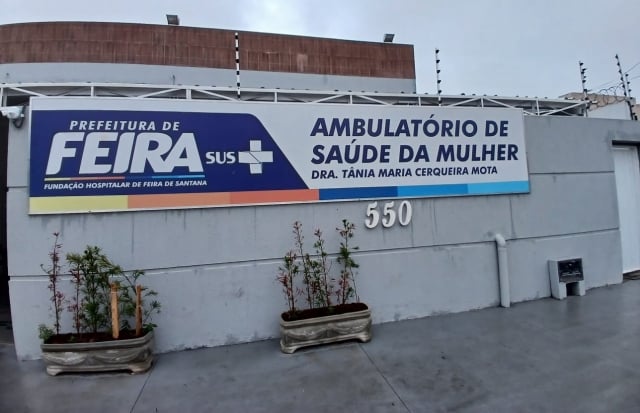 PREFEITURA DE
FEIRA
SUS
FUNDAÇÃO HOSPITALAR DE FEIRA DE SANTANA
AMBULATÓRIO DE
SAÚDE DA MULHER
DRA. TÂNIA MARIA CERQUEIRA MOTA
550